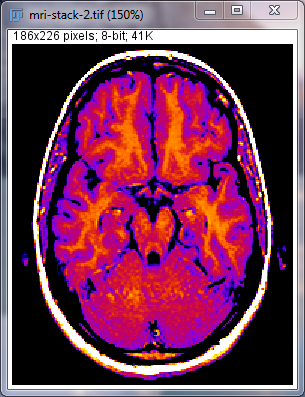 mri-stack-2.tif (150%)
186x226 pixels; 8-bit; 41K